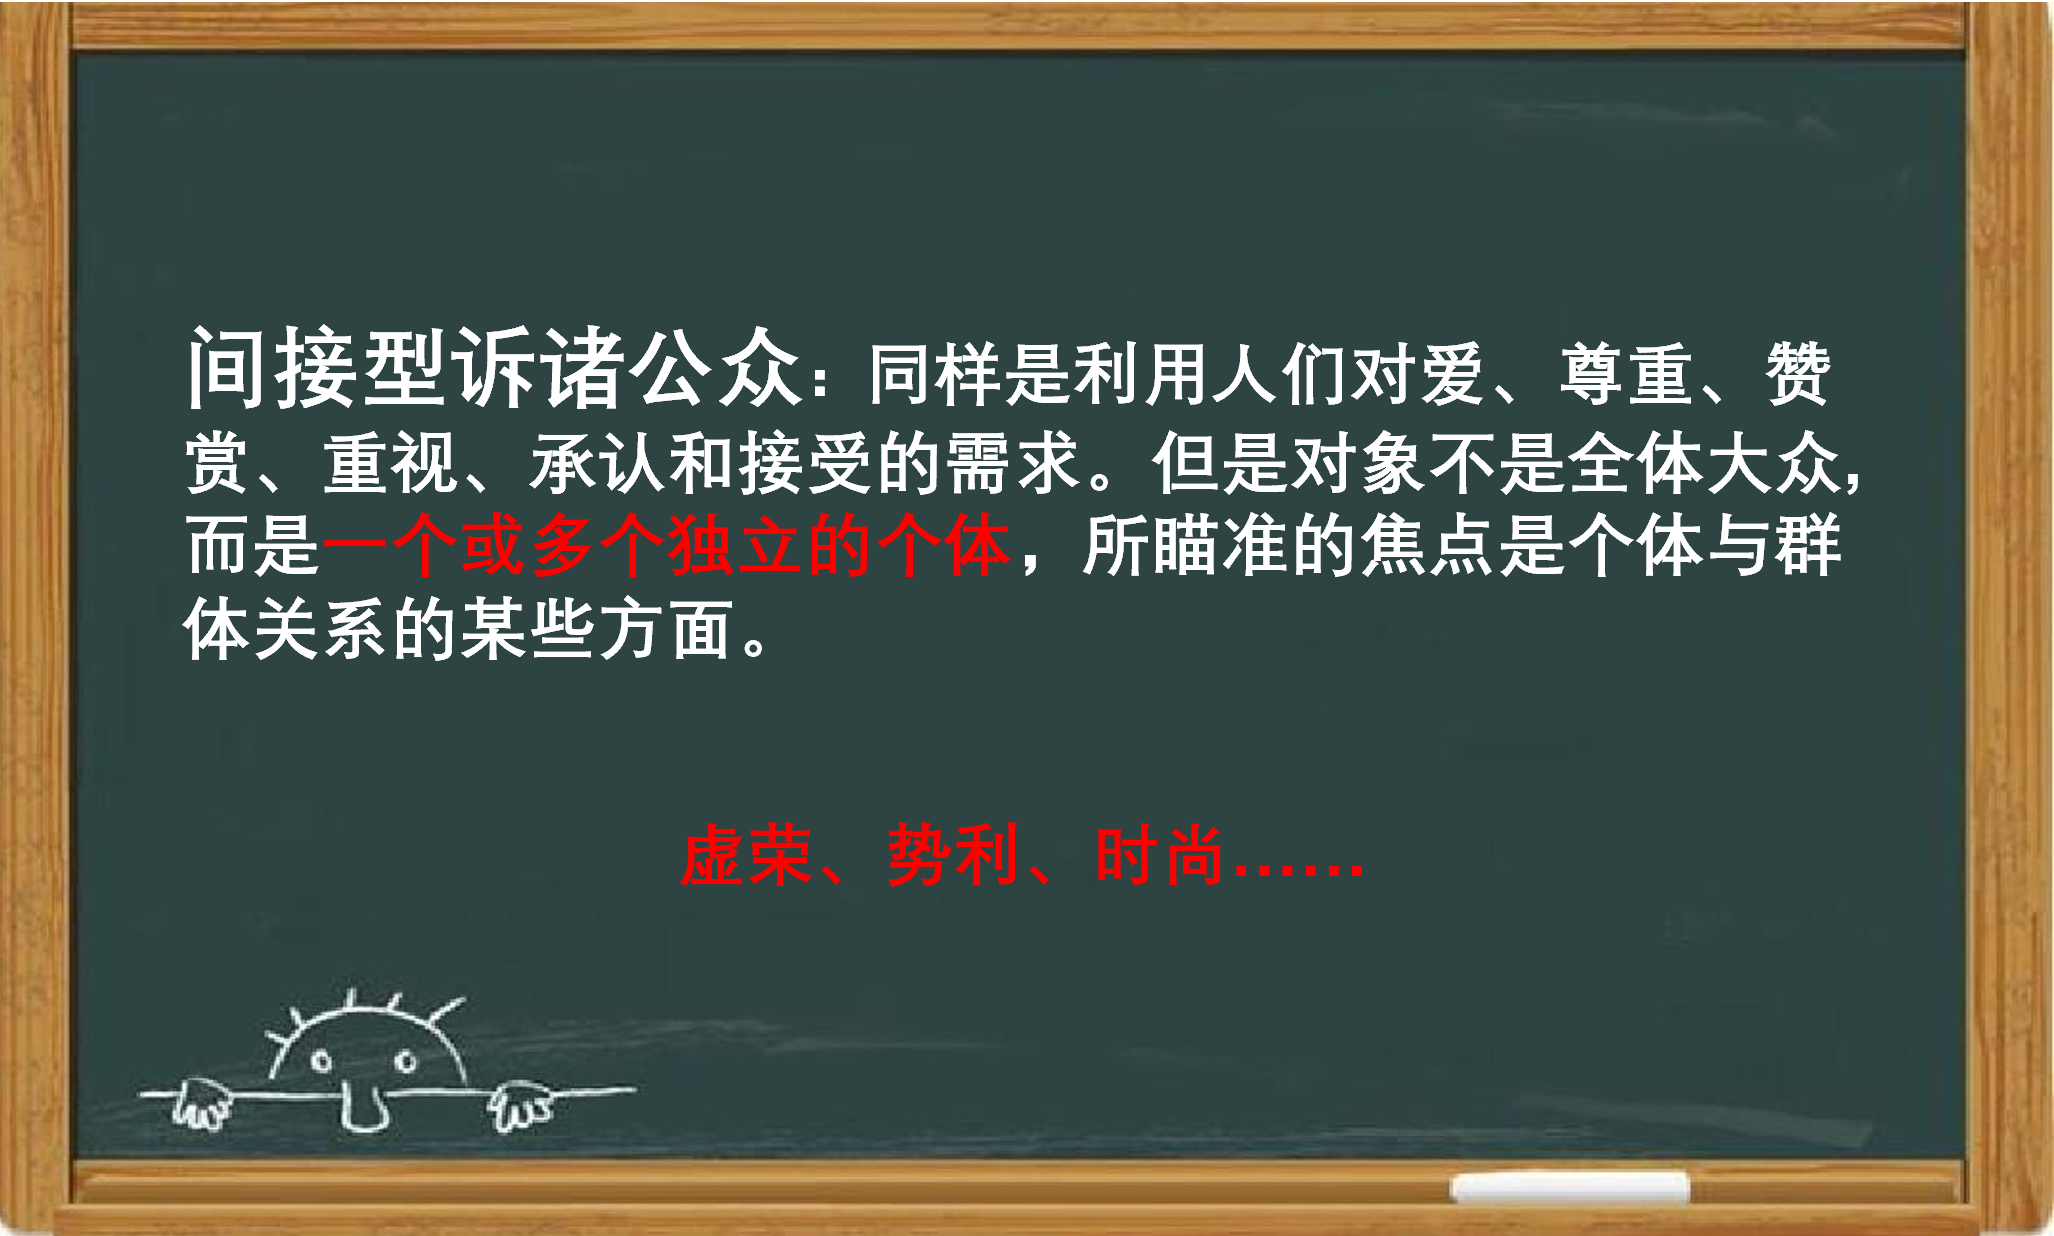 间接型诉诸公众：同样是利用人们对爱、尊重、赞
赏、重视、承认和接受的需求。但是对象不是全体大众,
而是一个或多个独立的个体，所瞄准的焦点是个体与群
体关系的某些方面。
虚荣、势利、时尚......